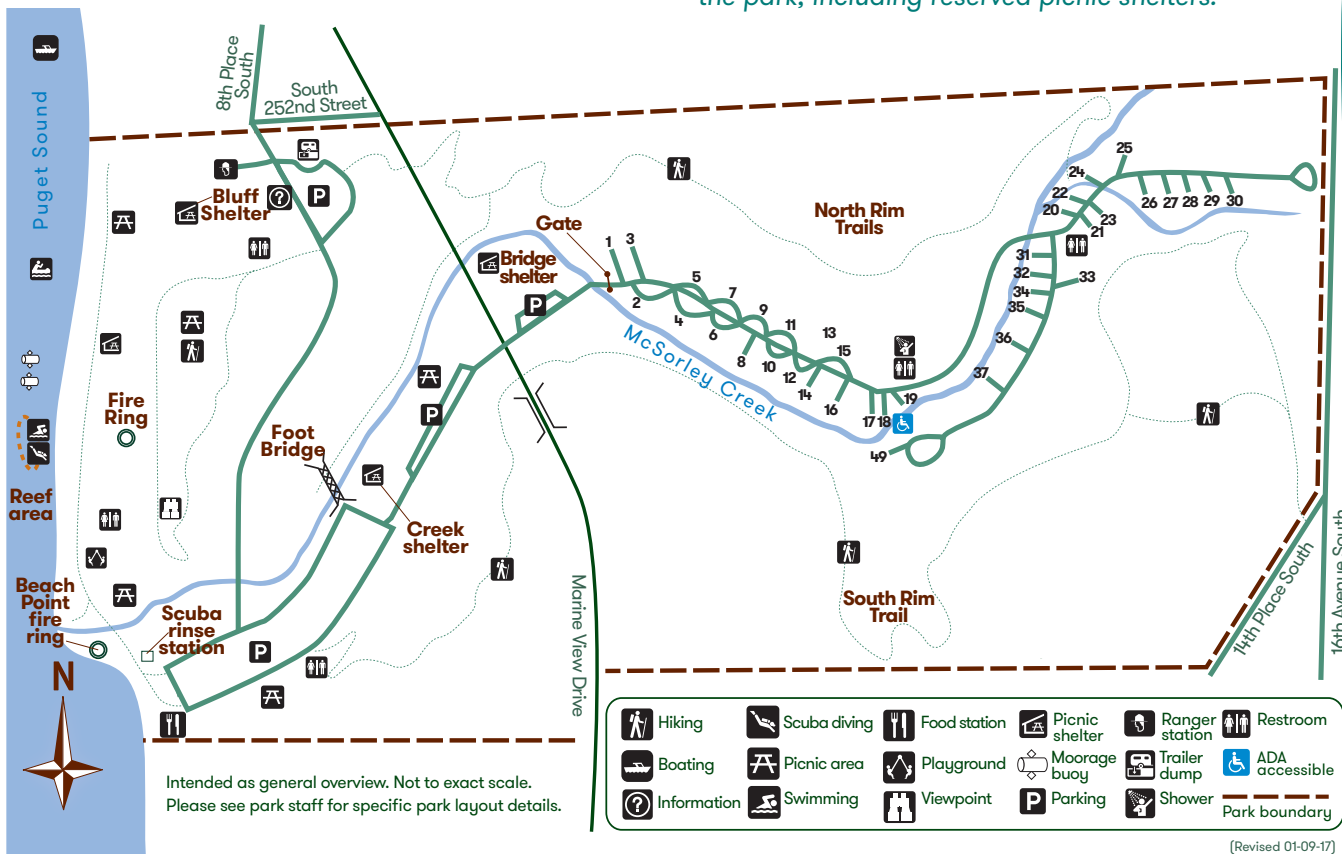 the park, including reserved picnic shelters.
8th Place
South
South
252nd Street
Puget Sound
Bluff
Shelter
?
P
Gate
Bridge
shelter
P
North Rim
Trails
1
3
2
5
4
7
6
9
8
11
10
13
12
15
14
16
17
18
19
49
25
24
22
20
23
21
26
27
28
29
30
31
32
33
34
35
36
37
McSorley Creek
Fire
Ring
Foot
Bridge
P
Reef
area
Creek
shelter
Beach
Point
fire
ring
Scuba
rinse
station
P
Marine View Drive
South Rim
Trail
14th Place South
16th Avenue South
N
Intended as general overview. Not to exact scale.
Please see park staff for specific park layout details.
Hiking
Scuba diving
Food station
Picnic
shelter
Ranger
station
Restroom
Boating
Picnic area
Playground
Moorage
buoy
Trailer
dump
ADA
accessible
? Information
Swimming
Viewpoint
P Parking
Shower
Park boundary
(Revised 01-09-17)